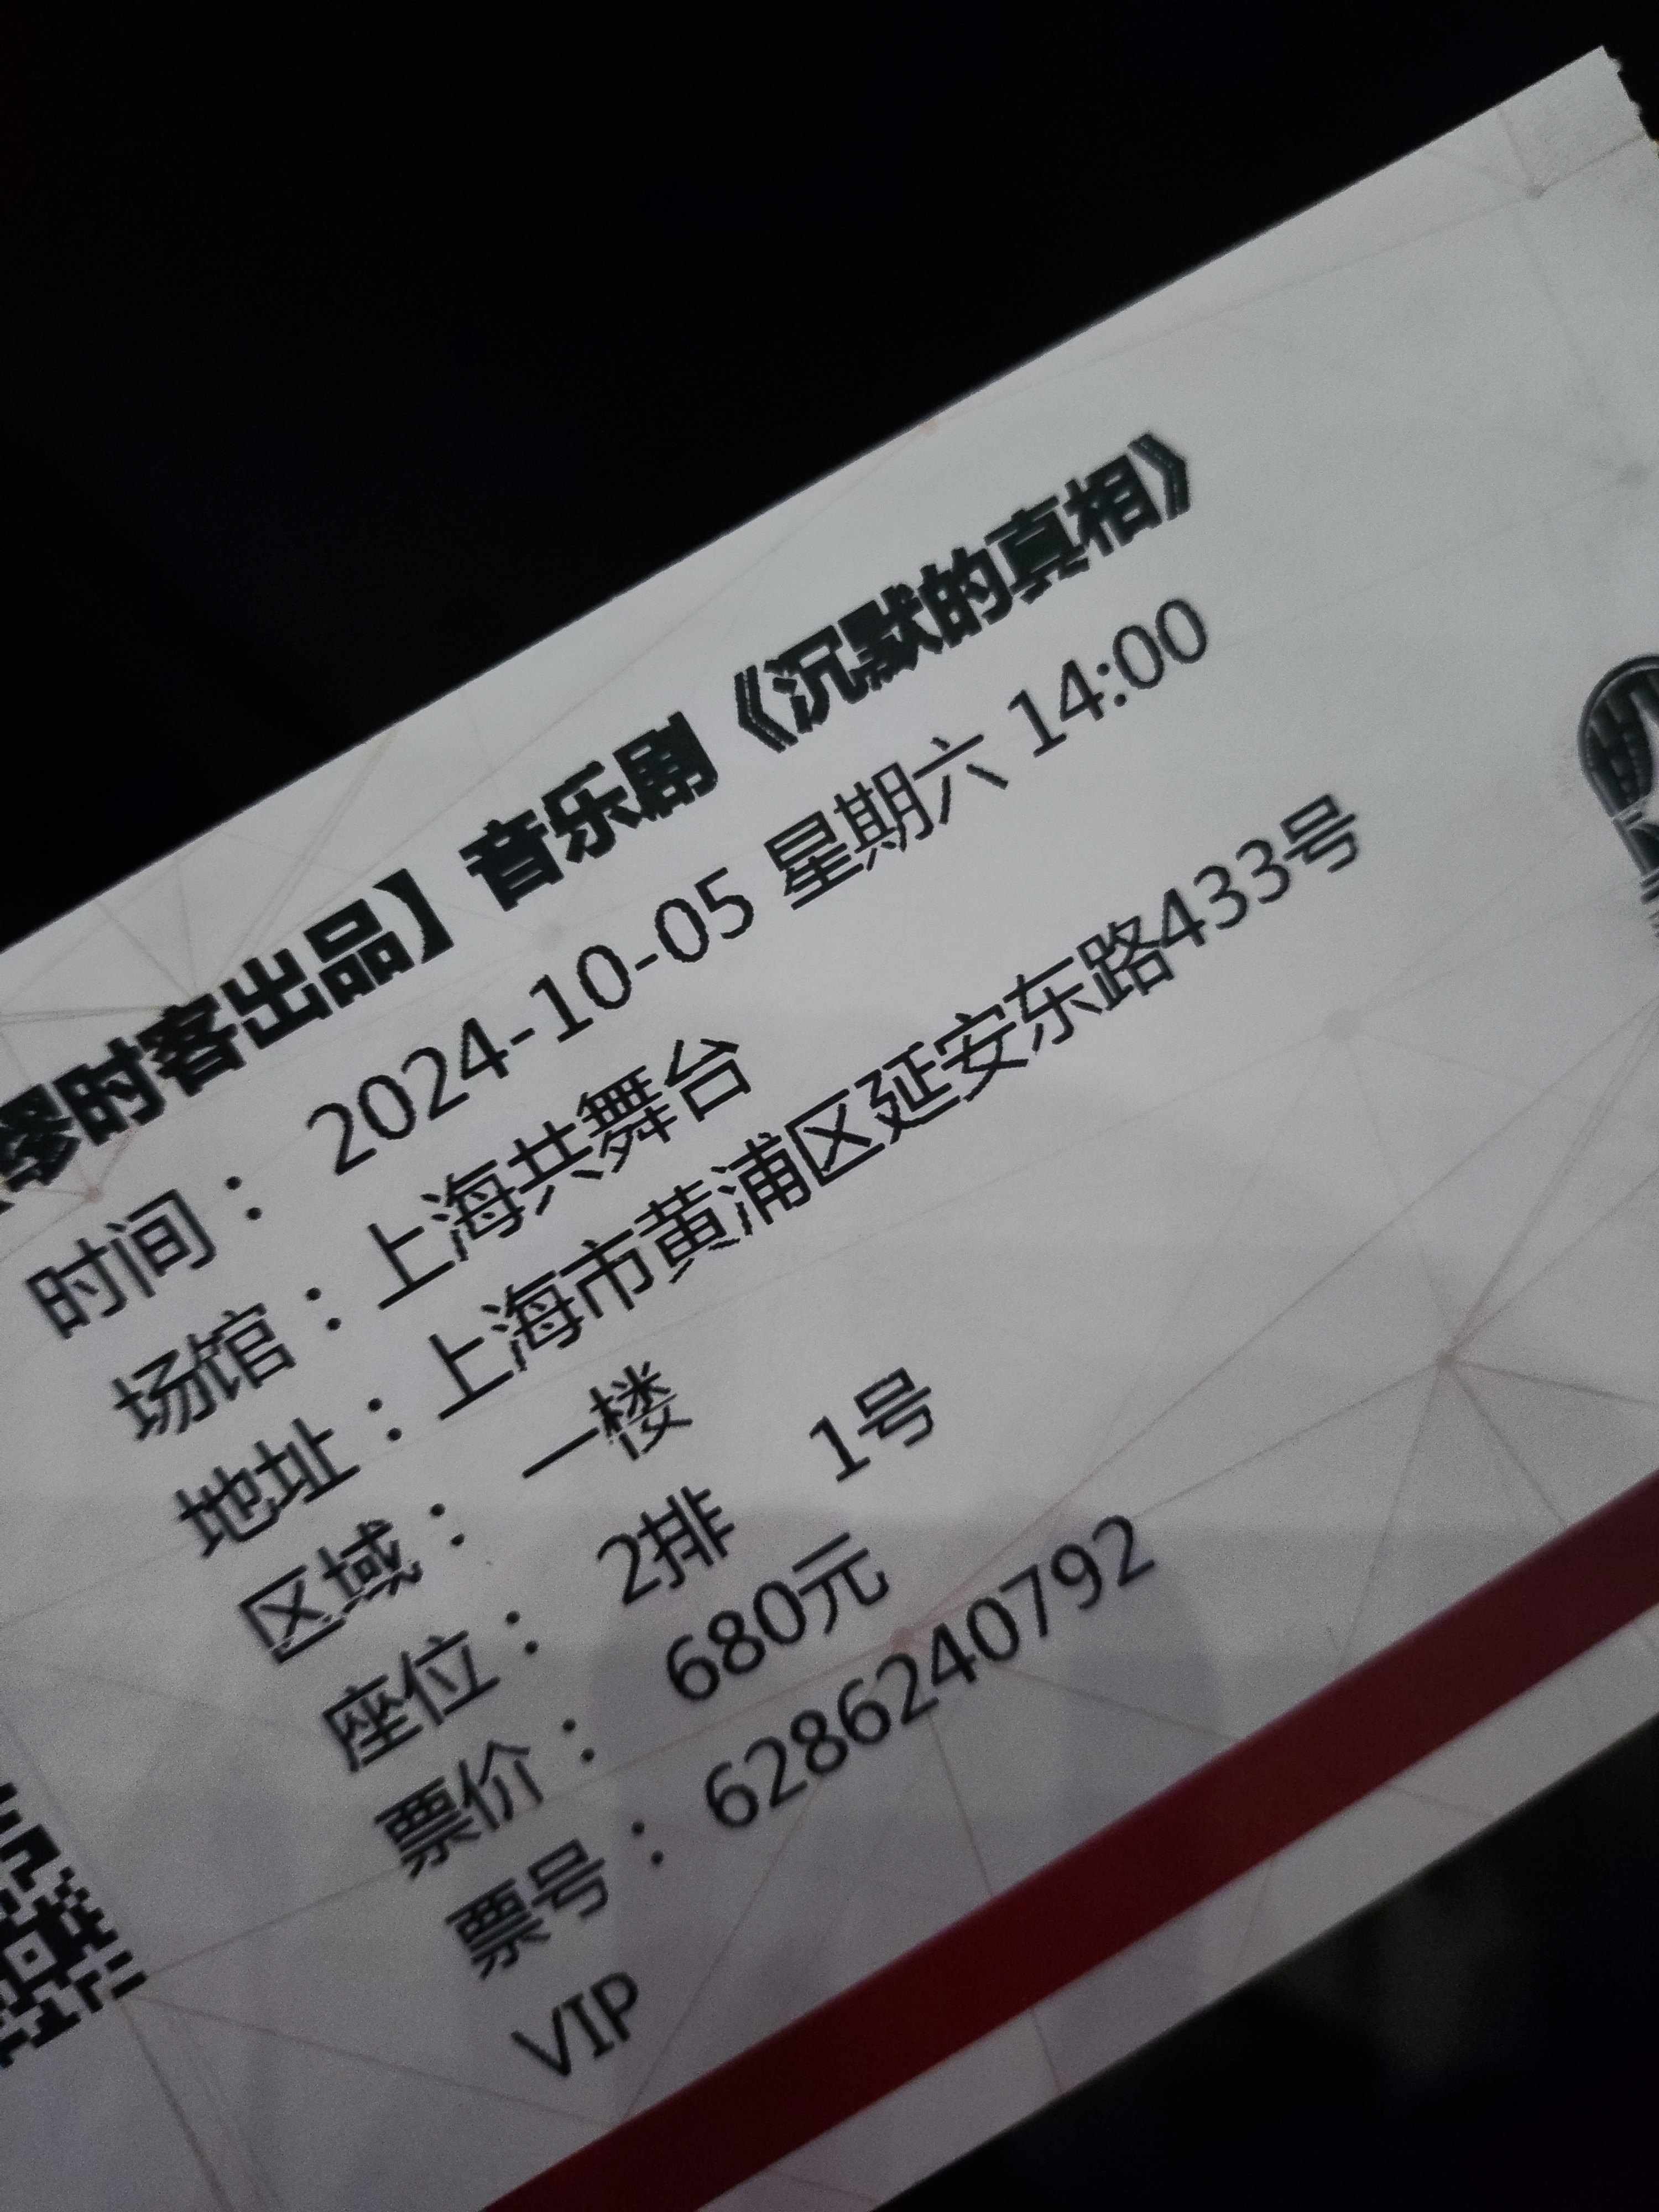 缪时客出品】音乐剧《沉默的真相》
时间： 2024-10-05 星期六 14:00
场馆：上海共舞台
地址：上海市黄浦区延安东路433号
区域： 一楼
座位： 2排 1号
票价： 680元
票号：6286240792
VIP